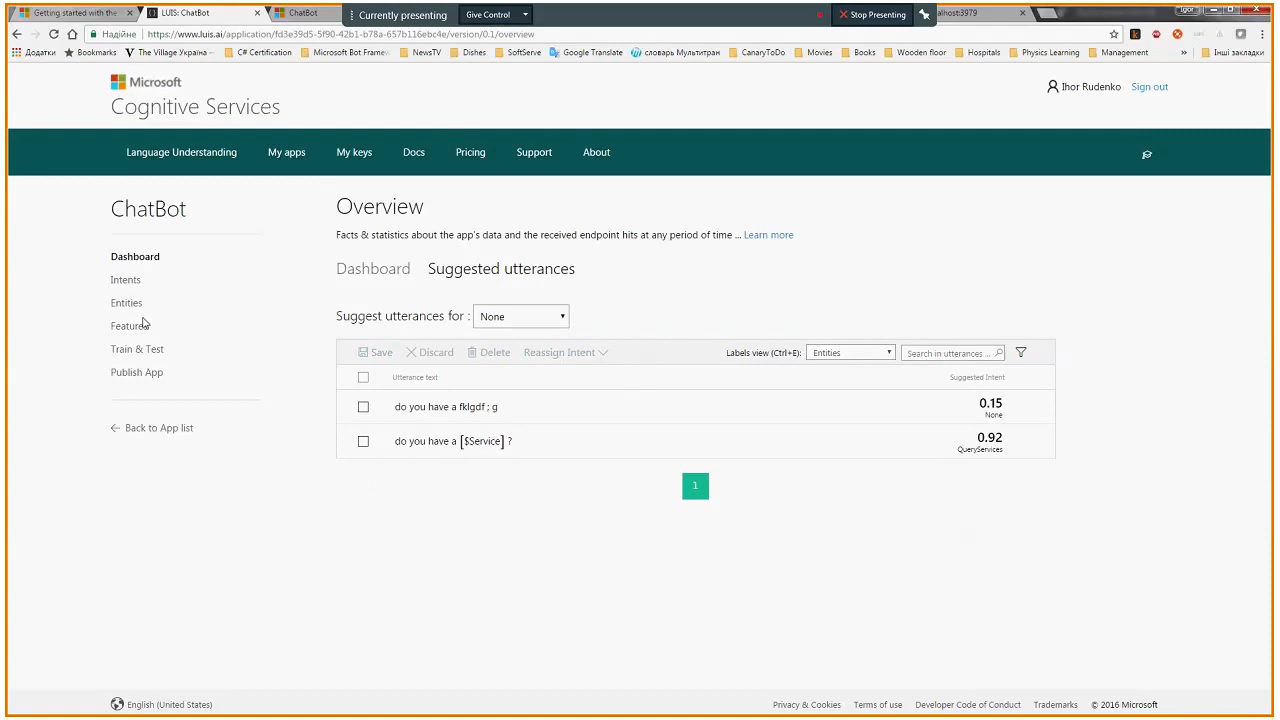 Getting started with the
LUIS: ChatBot
ChatBot
Currently presenting
Give Control
Stop Presenting
localhost:3979
Igor
Надійне
https://www.luis.ai/application/fd3e39d5-5f90-42b1-b78a-657b116ebc4e/version/0.1/overview
Додатки
Bookmarks
The Village Україна
C# Certification
Microsoft Bot Framew
NewsTV
Dishes
SoftServe
Google Translate
словарь Мультитран
CanaryToDo
Movies
Books
Wooden floor
Hospitals
Physics Learning
Management
»
Інші закладки
Microsoft
Cognitive Services
Ihor Rudenko
Sign out
Language Understanding
My apps
My keys
Docs
Pricing
Support
About
ChatBot
Dashboard
Intents
Entities
Features
Train & Test
Publish App
Back to App list
Overview
Facts & statistics about the app's data and the received endpoint hits at any period of time ... Learn more
Dashboard
Suggested utterances
Suggest utterances for :
None
Save
Discard
Delete
Reassign Intent
Labels view (Ctrl+E):
Entities
Search in utterances ...
Utterance text
Suggested Intent
do you have a fklgdf ; g
0.15
None
do you have a [$Service] ?
0.92
QueryServices
1
English (United States)
Privacy & Cookies
Terms of use
Developer Code of Conduct
Trademarks
© 2016 Microsoft